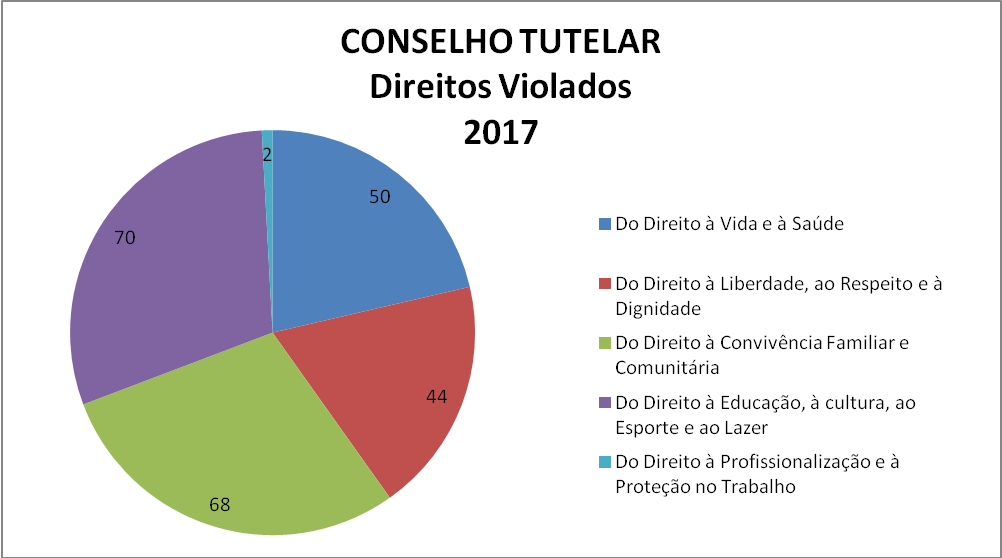 CONSELHO TUTELAR
Direitos Violados
2017
2
50
70
44
68
Do Direito à Vida e à Saúde
Do Direito à Liberdade, ao Respeito e à
Dignidade
Do Direito à Convivência Familiar e
Comunitária
Do Direito à Educação, à cultura, ao
Esporte e ao Lazer
Do Direito à Profissionalização e à
Proteção no Trabalho